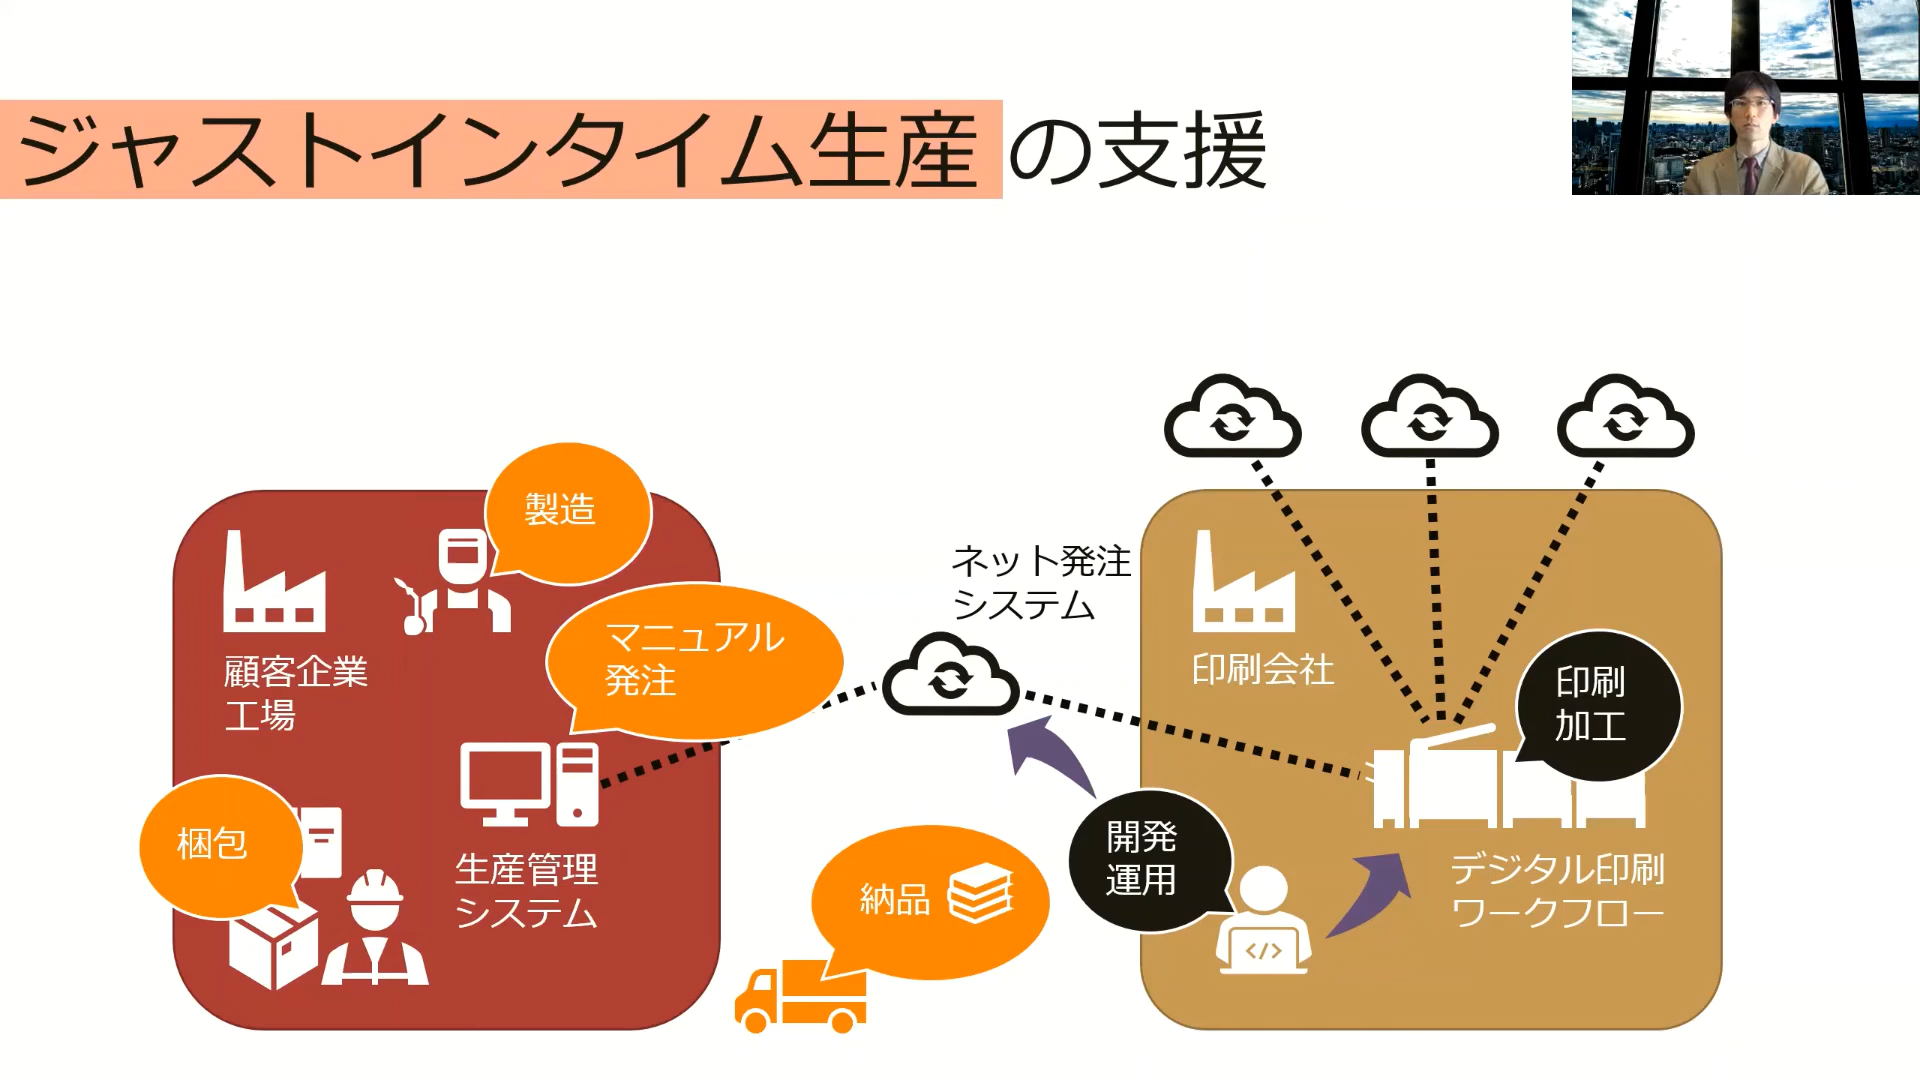 ジャストインタイム生産の支援
製造
マニュアル
発注
顧客企業
工場
梱包
生産管理
システム
ネット発注
システム
納品
印刷会社
印刷
加工
開発
運用
</>
デジタル印刷
ワークフロー